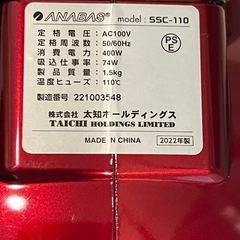 ANABAS model : SSC-110
定格電圧 : AC100V
定格周波数 : 50/60Hz
消費電力 : 400W
吸込仕事率 : 74W
製品質量 : 1.5kg
温度ヒューズ : 110℃
PSE
製造番号 221003548
株式会社 太知ホールディングス
TAICHI HOLDINGS LIMITED
MADE IN CHINA 2022年製